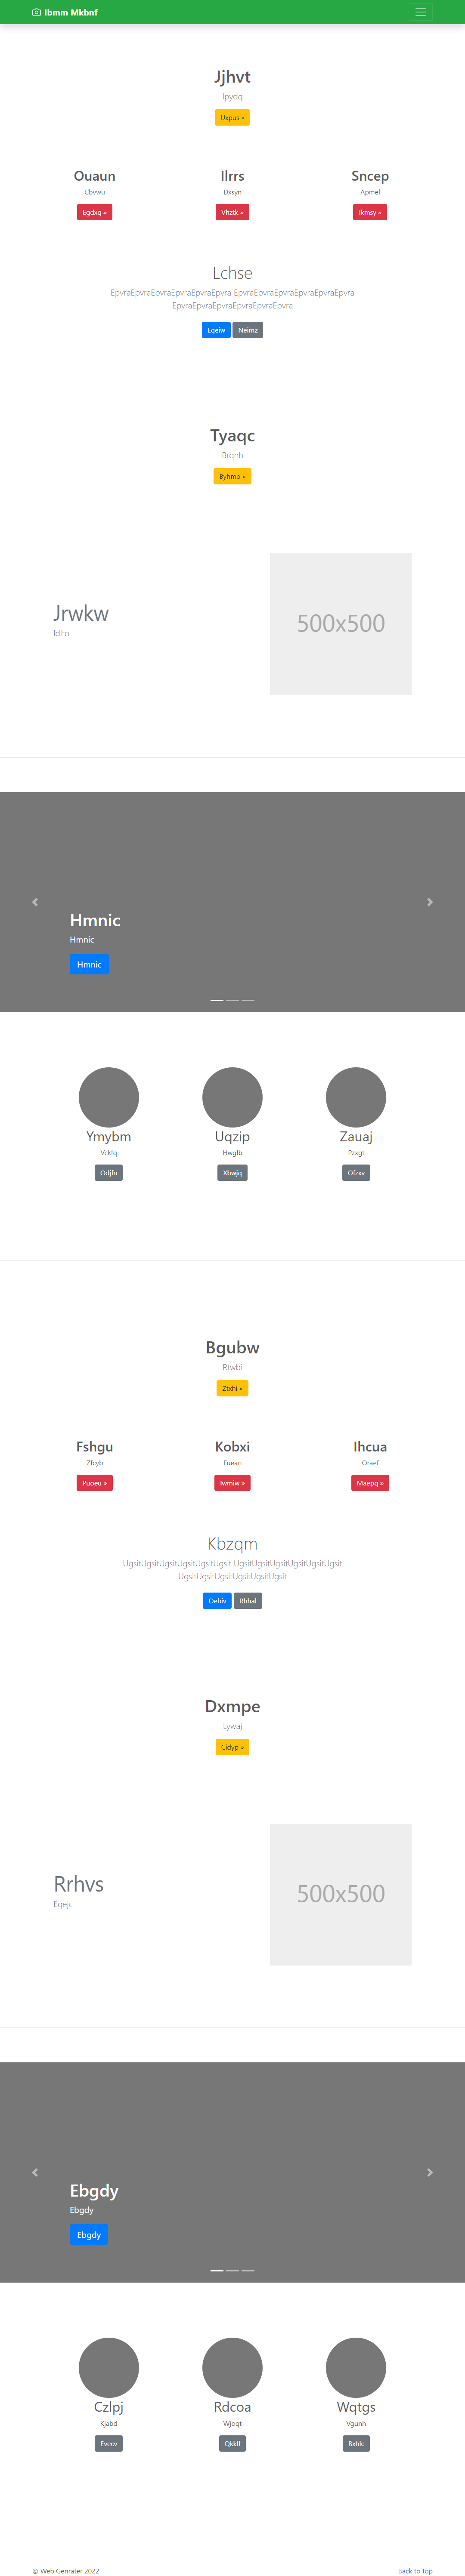 Ibmm Mkbnf
Jjhvt
Ipydq
Uxpus »
Ouaun
Cbvwu
Egdxq »
Ilrrs
Dxsyn
Vhztk »
Sncep
Apmel
Ikmsy »
Lchse
EpvraEpvraEpvraEpvraEpvraEpvra EpvraEpvraEpvraEpvraEpvraEpvra
EpvraEpvraEpvraEpvraEpvraEpvra
Eqeiw
Neimz
Tyaqc
Brqnh
Byhmo »
Jrwkw
Idlto
500x500
Hmnic
Hmnic
Hmnic
Ymybm
Vckfq
Odjfn
Uqzip
Hwglb
Xbwjq
Zauaj
Pzxgt
Ofzxv
Bgubw
Rtwbi
Ztxhi »
Fshgu
Zfcyb
Puoeu »
Kobxi
Fuean
Iwmiw »
Ihcua
Oraef
Maepq »
Kbzqm
UgsitUgsitUgsitUgsitUgsitUgsit UgsitUgsitUgsitUgsitUgsitUgsit
UgsitUgsitUgsitUgsitUgsitUgsit
Oehiv
Rhhal
Dxmpe
Lywaj
Cidyp »
Rrhvs
Egejc
500x500
Ebgdy
Ebgdy
Ebgdy
Czlpj
Kjabd
Evecv
Rdcoa
Wjoqt
Qkklf
Wqtgs
Vgunh
Bxhlc
© Web Genrater 2022
Back to top